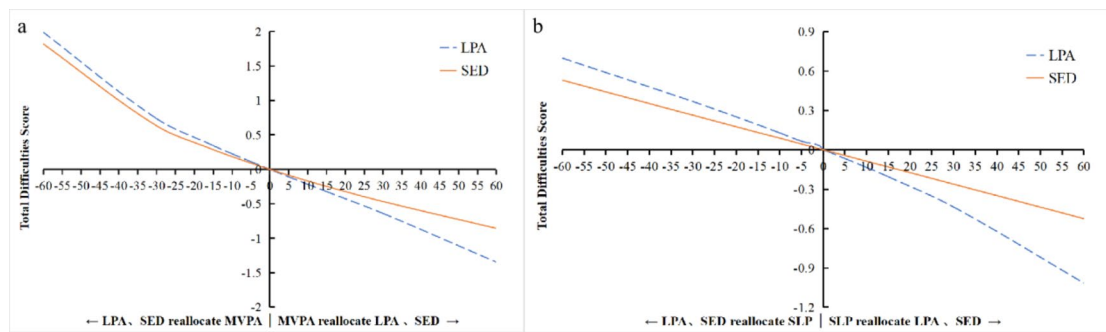 a
2
1.5
1
0.5
0
-0.5
-1
-1.5
-2
Total Difficulties Score
LPA
SED
-60 -55 -50 -45 -40 -35 -30 -25 -20 -15 -10 -5 0 5 10 15 20 25 30 35 40 45 50 55 60
← LPA、SED reallocate MVPA │ MVPA reallocate LPA 、SED →
b
0.9
0.6
0.3
0
-0.3
-0.6
-0.9
-1.2
Total Difficulties Score
LPA
SED
-60 -55 -50 -45 -40 -35 -30 -25 -20 -15 -10 -5 0 5 10 15 20 25 30 35 40 45 50 55 60
← LPA、SED reallocate SLP │ SLP reallocate LPA 、SED →